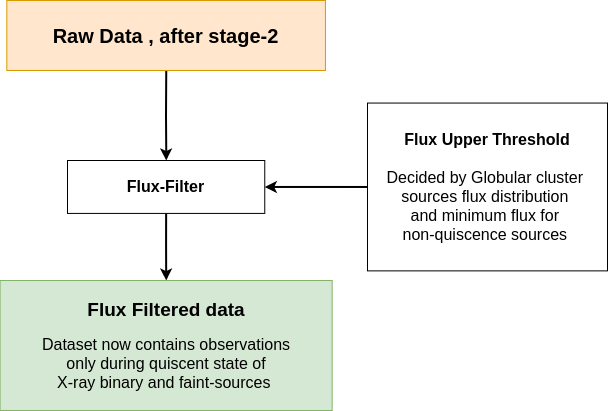 Raw Data , after stage-2
Flux Upper Threshold
Decided by Globular cluster
sources flux distribution
and minimum flux for
non-quiscence sources
Flux-Filter
Flux Filtered data
Dataset now contains observations
only during quiscent state of
X-ray binary and faint-sources